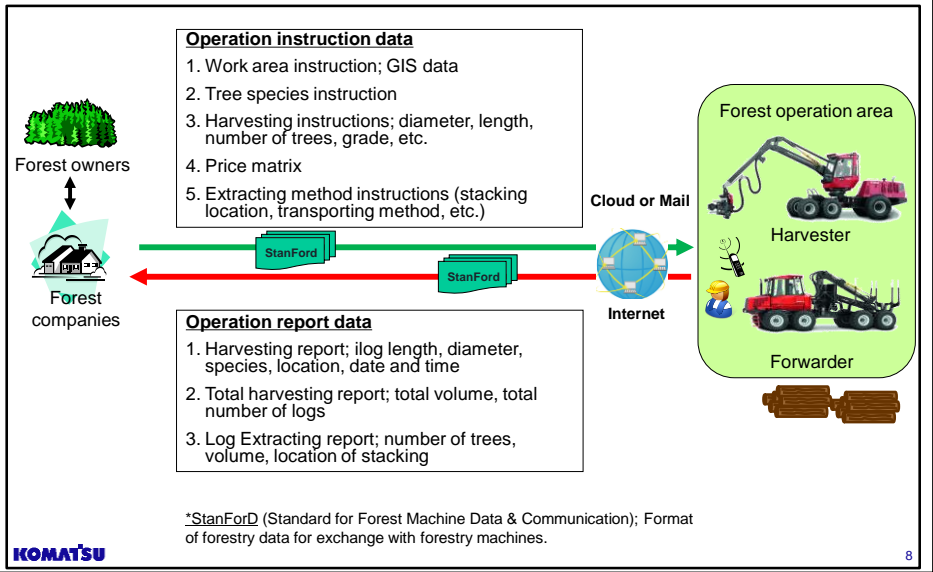 Operation instruction data
1. Work area instruction; GIS data
2. Tree species instruction
3. Harvesting instructions; diameter, length,
number of trees, grade, etc.
4. Price matrix
5. Extracting method instructions (stacking
location, transporting method, etc.)
Forest owners
Forest
companies
StanFord
StanFord
Cloud or Mail
Internet
Forest operation area
Harvester
Forwarder
Operation report data
1. Harvesting report; ilog length, diameter,
species, location, date and time
2. Total harvesting report; total volume, total
number of logs
3. Log Extracting report; number of trees,
volume, location of stacking
*StanForD (Standard for Forest Machine Data & Communication); Format
of forestry data for exchange with forestry machines.
KOMATSU
8